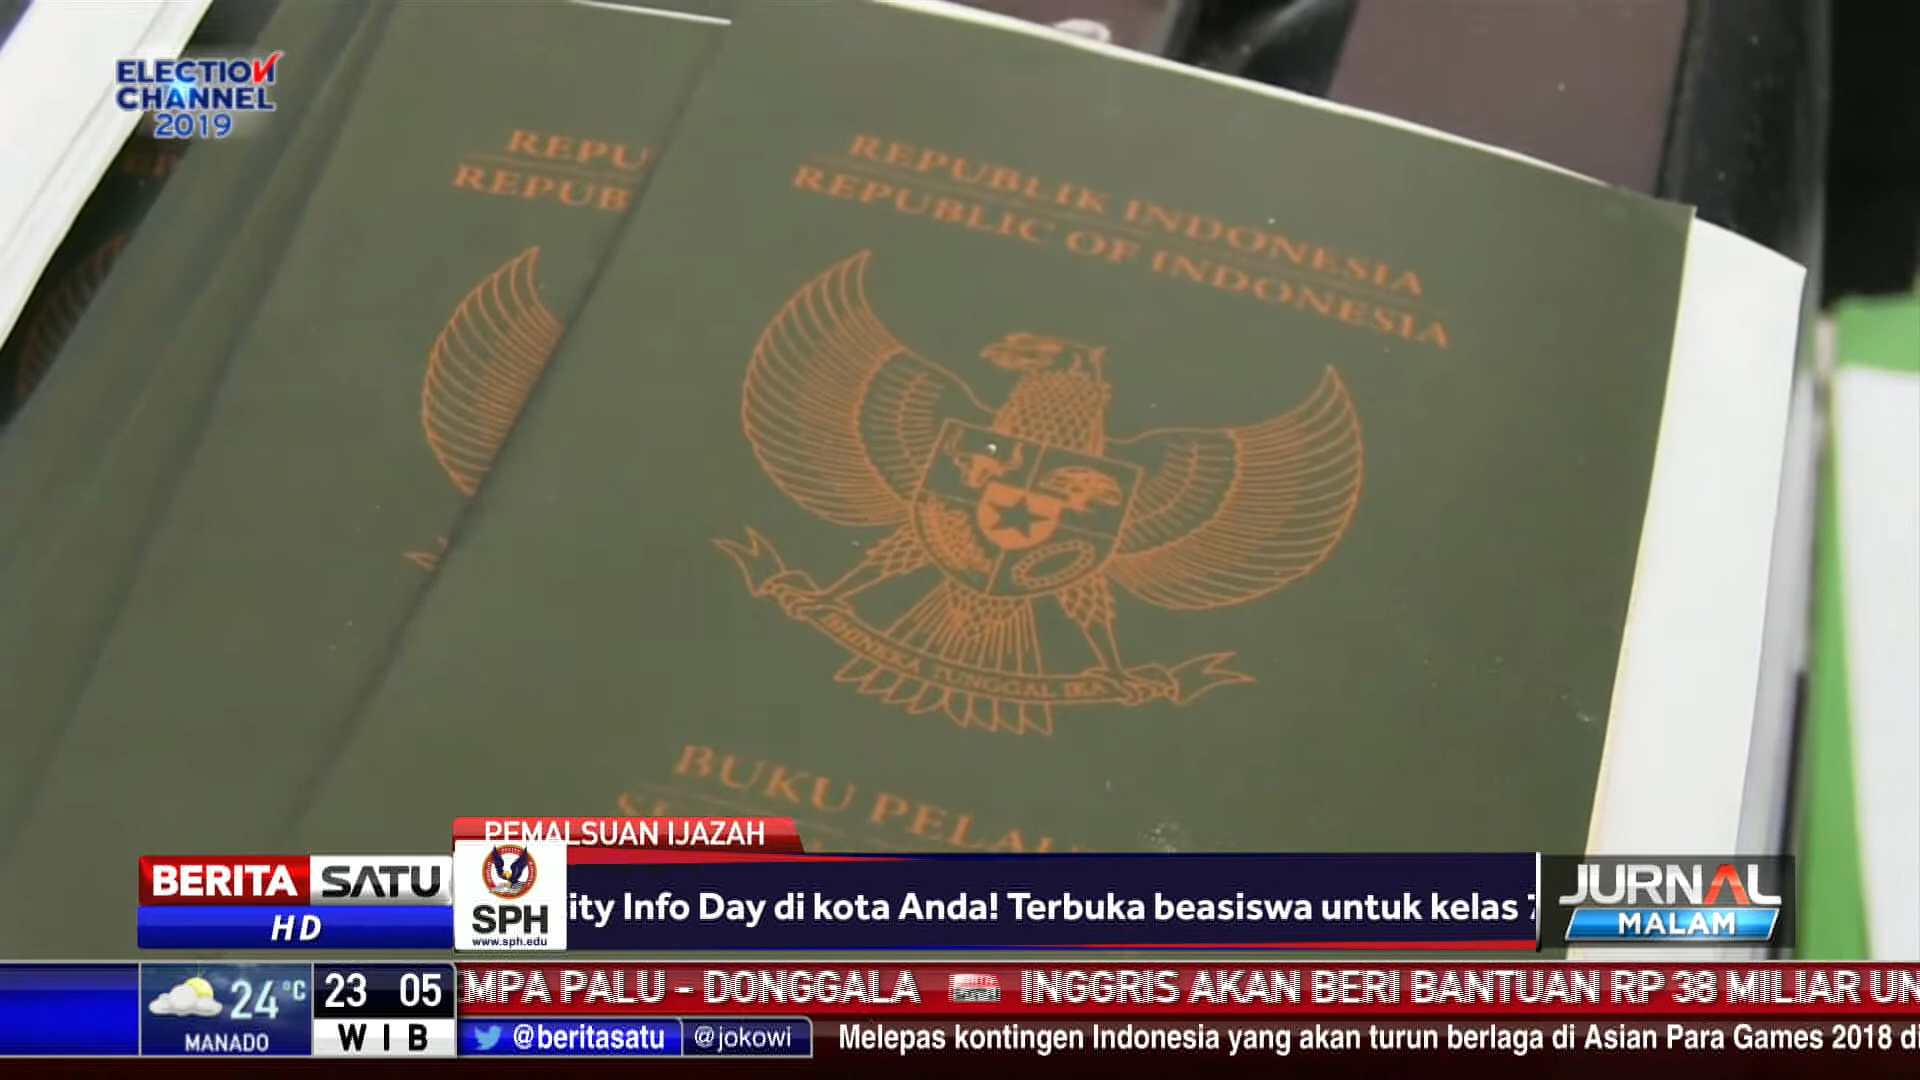 ELECTION
CHANNEL
2019
REPU
REPUB
REPUBLIK INDONESIA
REPUBLIC OF INDONESIA
BHINEKA TUNGGAL IKA
BUKU PELAU
PEMALSUAN IJAZAH
BERITA SATU
HD
SPH
www.sph.edu
ity Info Day di kota Anda! Terbuka beasiswa untuk kelas 7
JURNAL
MALAM
24°C
MANADO
23 05
WIB
MPA PALU - DONGGALA
INGGRIS AKAN BERI BANTUAN RP 38 MILIAR UN
@beritasatu
@jokowi
Melepas kontingen Indonesia yang akan turun berlaga di Asian Para Games 2018 di